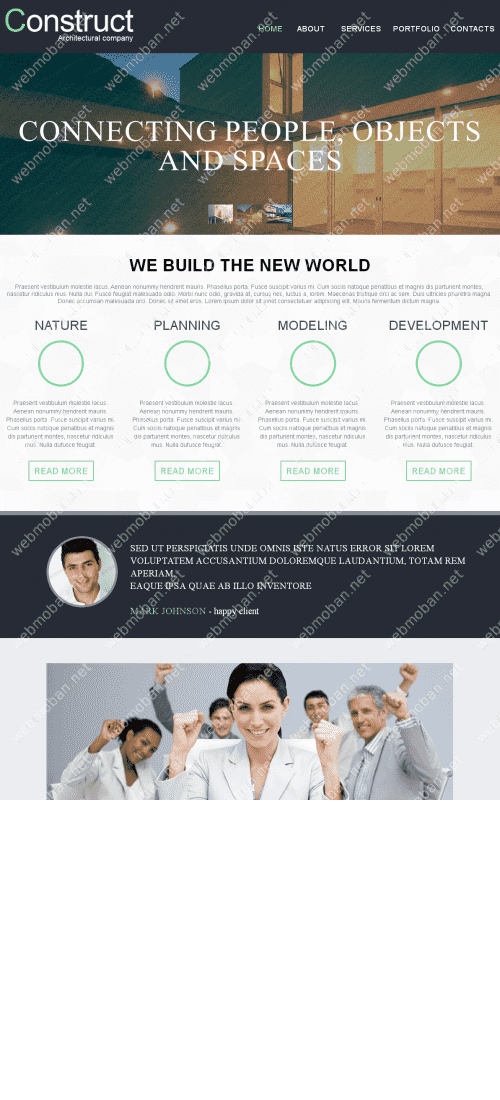 Construct
Architectural company
HOME ABOUT SERVICES PORTFOLIO CONTACTS
CONNECTING PEOPLE, OBJECTS
AND SPACES
WE BUILD THE NEW WORLD
Praesent vestibulum molestie lacus. Aenean nonummy hendrerit mauris. Phasellus porta. Fusce suscipit varius mi. Cum sociis natoque penatibus et magnis dis parturient montes,
nascetur ridiculus mus. Nulla dui. Fusce feugiat malesuada odio. Morbi nunc odio, gravida at, cursus nec, luctus a, lorem. Maecenas tristique orci ac sem. Duis ultricies pharetra magna.
Donec accumsan malesuada orci. Donec sit amet eros. Lorem ipsum dolor sit amet consectetuer adipiscing elit. Mauris fermentum dictum magna.
NATURE PLANNING MODELING DEVELOPMENT
Praesent vestibulum molestie lacus. Praesent vestibulum molestie lacus. Praesent vestibulum molestie lacus. Praesent vestibulum molestie lacus.
Aenean nonummy hendrerit mauris. Aenean nonummy hendrerit mauris. Aenean nonummy hendrerit mauris. Aenean nonummy hendrerit mauris.
Phasellus porta. Fusce suscipit varius mi. Phasellus porta. Fusce suscipit varius mi. Phasellus porta. Fusce suscipit varius mi. Phasellus porta. Fusce suscipit varius mi.
Cum sociis natoque penatibus et magnis Cum sociis natoque penatibus et magnis Cum sociis natoque penatibus et magnis Cum sociis natoque penatibus et magnis
dis parturient montes, nascetur ridiculus dis parturient montes, nascetur ridiculus dis parturient montes, nascetur ridiculus dis parturient montes, nascetur ridiculus
mus. Nulla dufusce feugiat. mus. Nulla dufusce feugiat. mus. Nulla dufusce feugiat. mus. Nulla dufusce feugiat.
READ MORE READ MORE READ MORE READ MORE
SED UT PERSPICIATIS UNDE OMNIS ISTE NATUS ERROR SIT LOREM
VOLUPTATEM ACCUSANTIUM DOLOREMQUE LAUDANTIUM, TOTAM REM
APERIAM,
EAQUE IPSA QUAE AB ILLO INVENTORE
MARK JOHNSON - happy client
webmoban.net